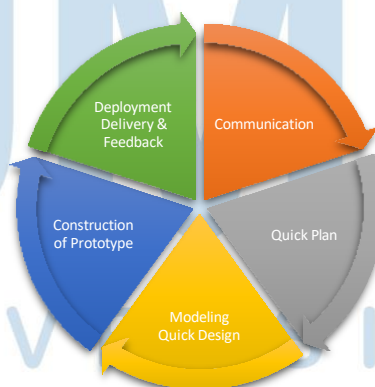 Communication
Quick Plan
Modeling
Quick Design
Construction
of Prototype
Deployment
Delivery &
Feedback